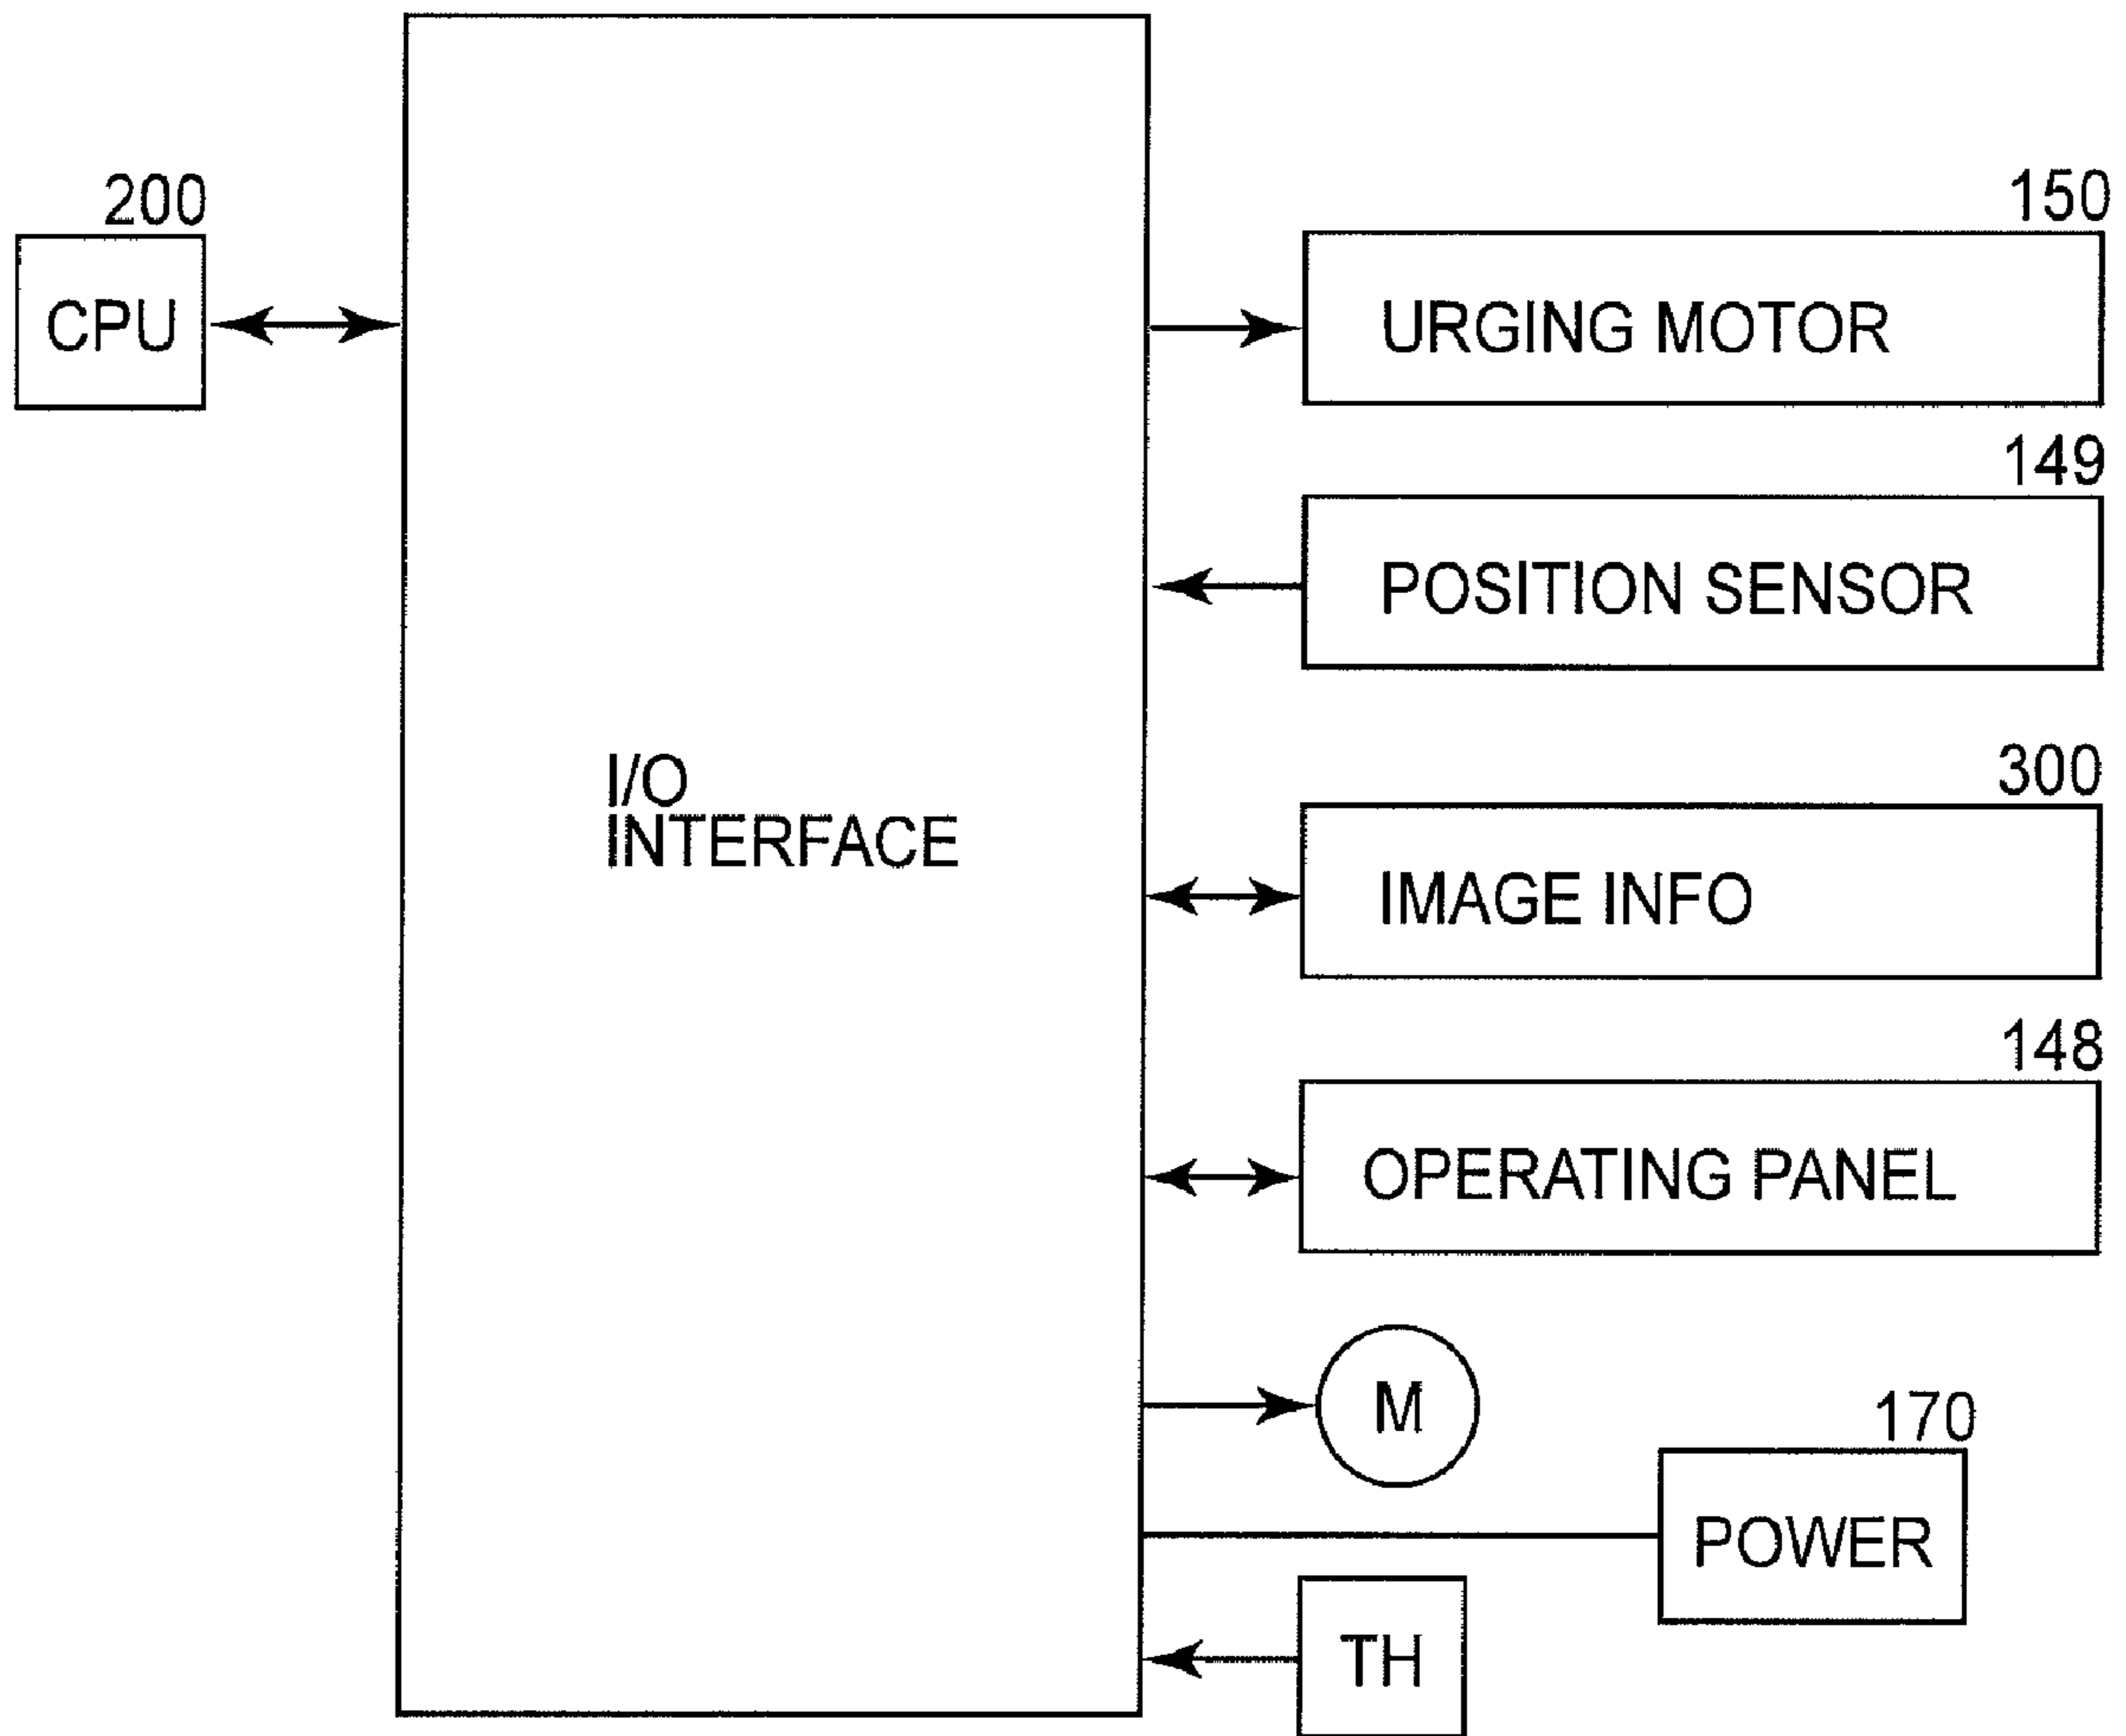 200
CPU
I/O
INTERFACE
150
URGING MOTOR
149
POSITION SENSOR
300
IMAGE INFO
148
OPERATING PANEL
M
170
POWER
TH